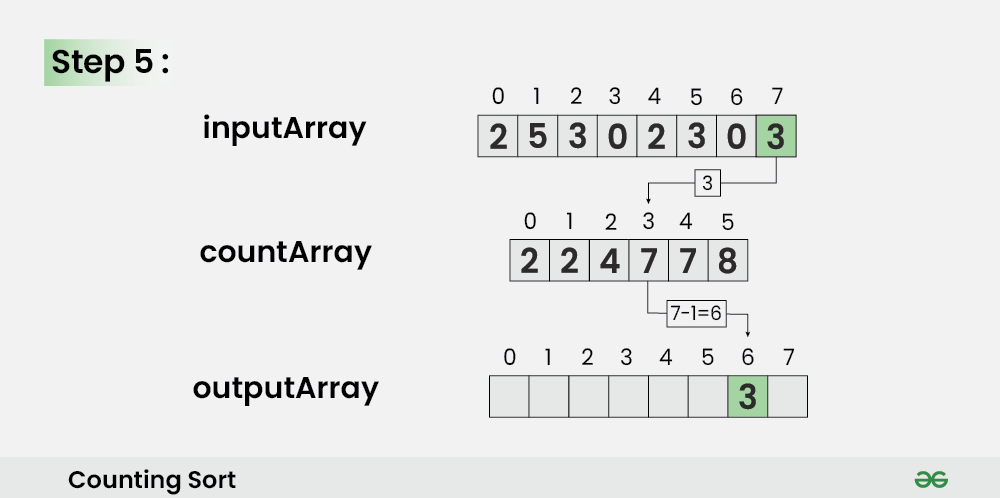 Step 5 :
0 1 2 3 4 5 6 7
inputArray
2 5 3 0 2 3 0 3
3
0 1 2 3 4 5
countArray
2 2 4 7 7 8
7-1=6
0 1 2 3 4 5 6 7
outputArray
3
Counting Sort